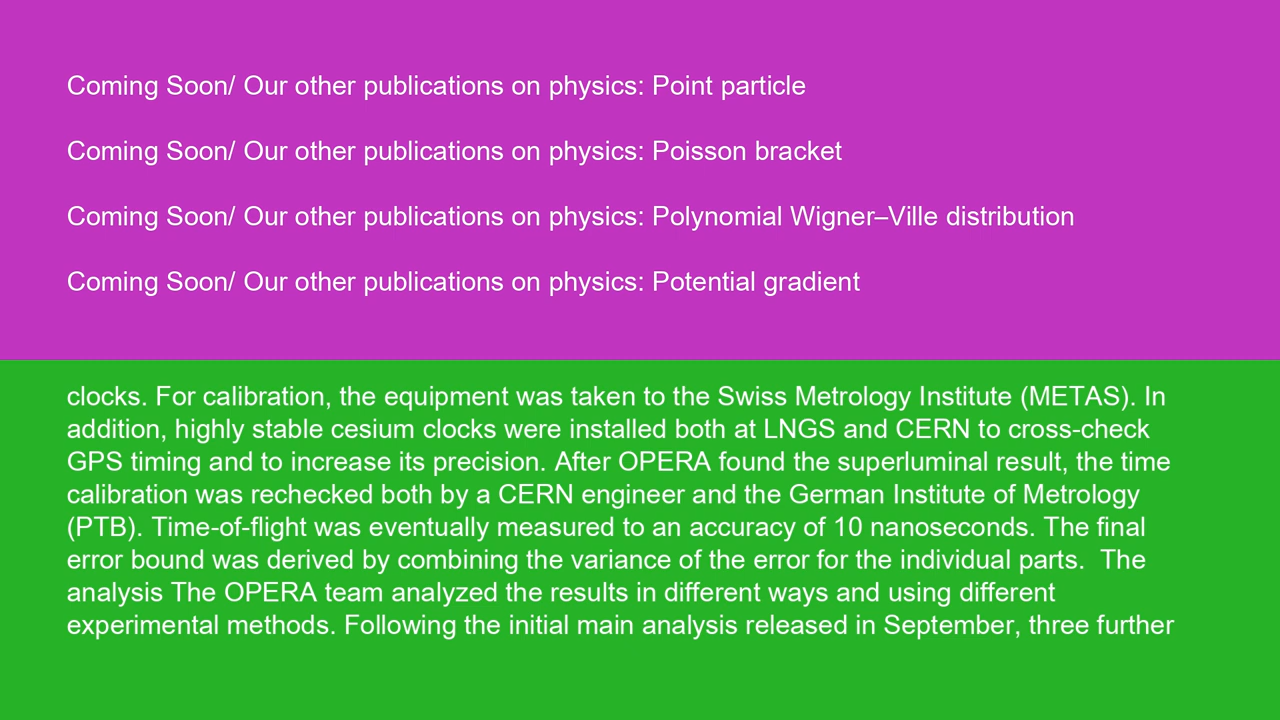 Coming Soon/ Our other publications on physics: Point particle
Coming Soon/ Our other publications on physics: Poisson bracket
Coming Soon/ Our other publications on physics: Polynomial Wigner–Ville distribution
Coming Soon/ Our other publications on physics: Potential gradient
clocks. For calibration, the equipment was taken to the Swiss Metrology Institute (METAS). In
addition, highly stable cesium clocks were installed both at LNGS and CERN to cross-check
GPS timing and to increase its precision. After OPERA found the superluminal result, the time
calibration was rechecked both by a CERN engineer and the German Institute of Metrology
(PTB). Time-of-flight was eventually measured to an accuracy of 10 nanoseconds. The final
error bound was derived by combining the variance of the error for the individual parts.  The
analysis The OPERA team analyzed the results in different ways and using different
experimental methods. Following the initial main analysis released in September, three further